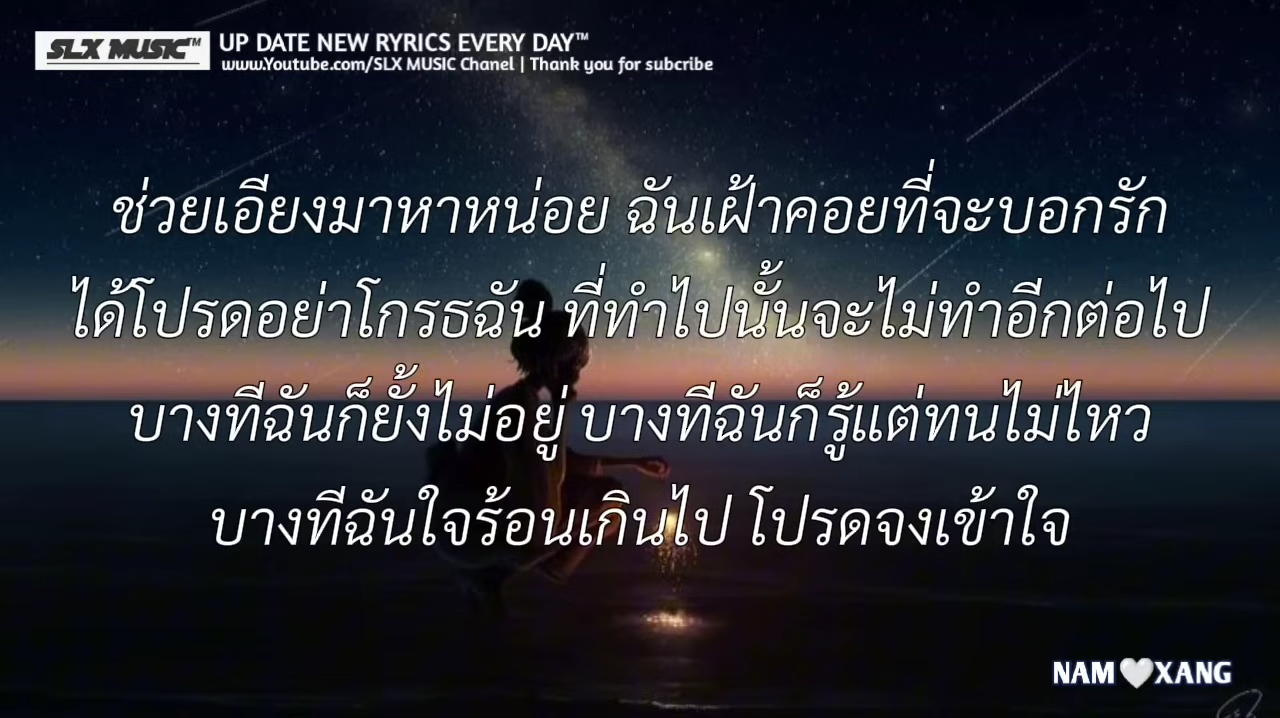 SLX MUSIC™
UP DATE NEW RYRICS EVERY DAY™
www.Youtube.com/SLX MUSIC Chanel | Thank you for subcribe
ช่วยเอียงมาหาหน่อย ฉันเฝ้าคอยที่จะบอกรัก
ได้โปรดอย่าโกรธฉัน ที่ทำไปนั้นจะไม่ทำอีกต่อไป
บางทีฉันก็ยั้งไม่อยู่ บางทีฉันก็รู้แต่ทนไม่ไหว
บางทีฉันใจร้อนเกินไป โปรดจงเข้าใจ
NAM🤍XANG